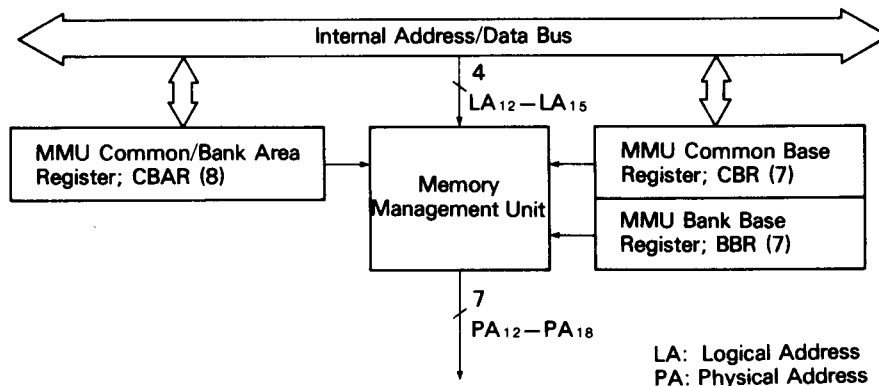 Internal Address/Data Bus
4
LA₁₂—LA₁₅
MMU Common/Bank Area
Register; CBAR (8)
Memory
Management Unit
MMU Common Base
Register; CBR (7)
MMU Bank Base
Register; BBR (7)
7
PA₁₂—PA₁₈
LA: Logical Address
PA: Physical Address